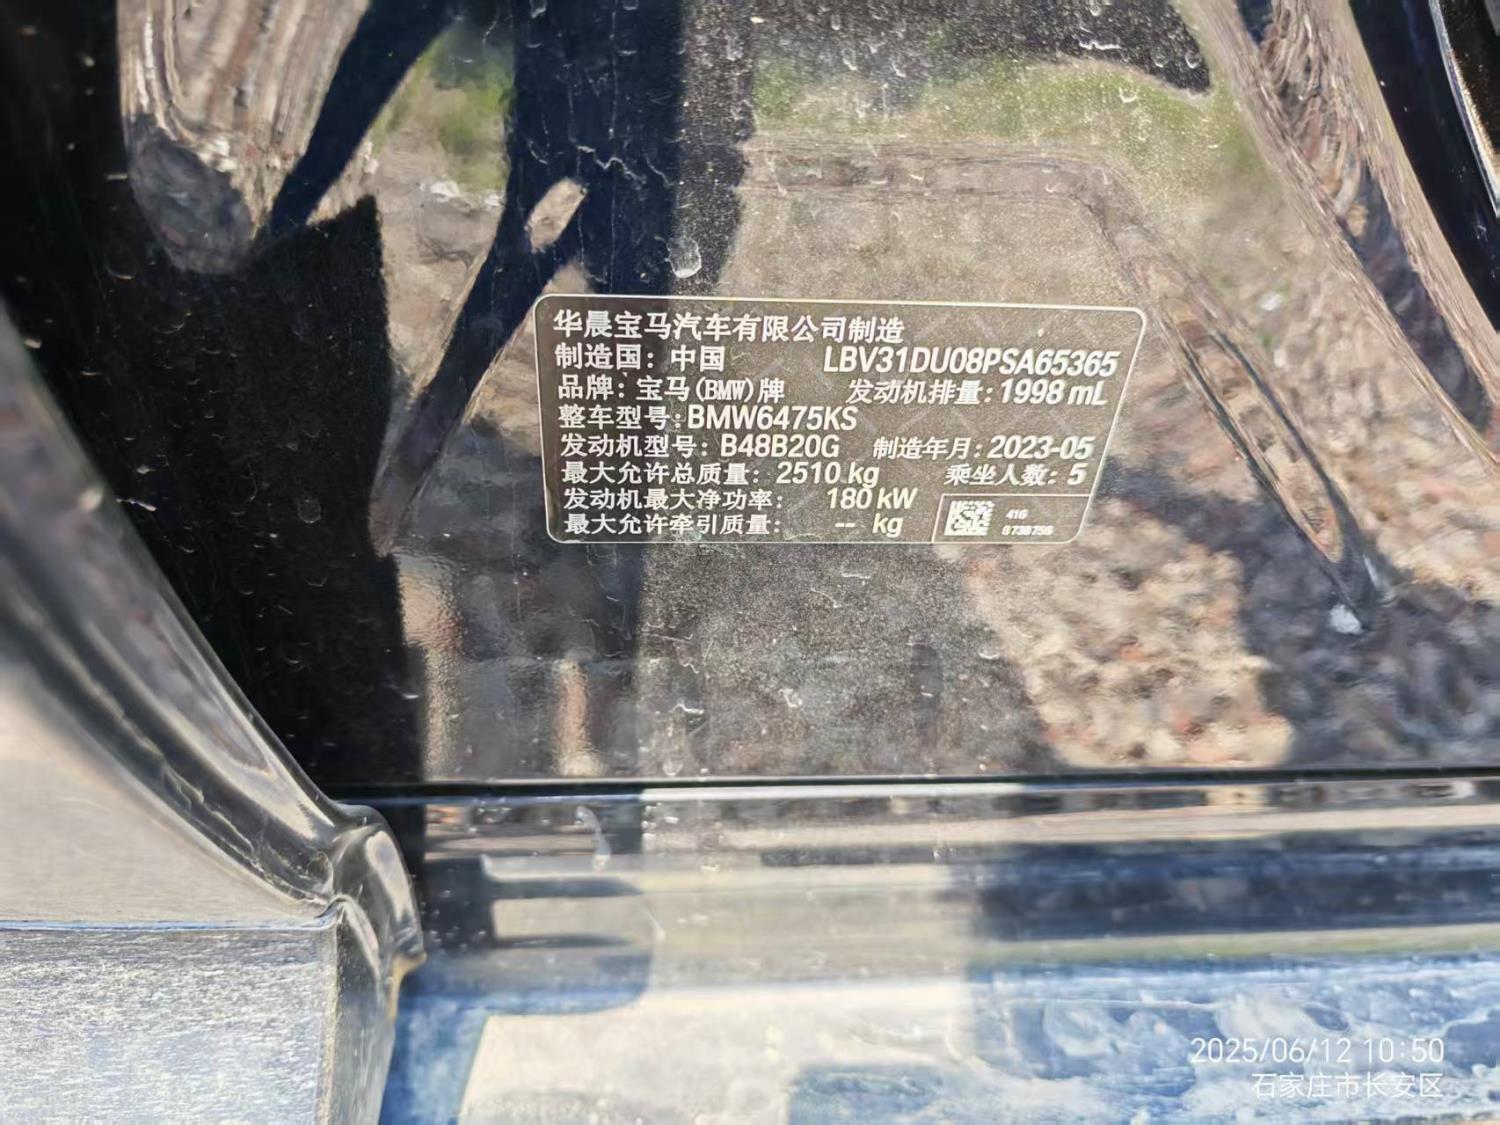 华晨宝马汽车有限公司制造
制造国：中国 LBV31DU08PSA65365
品牌：宝马(BMW)牌 发动机排量：1998 mL
整车型号：BMW6475KS
发动机型号：B48B20G 制造年月：2023-05
最大允许总质量：2510 kg 乘坐人数：5
发动机最大净功率：180 kW
最大允许牵引质量：-- kg
416
8738756
2025/06/12 10:50
石家庄市长安区